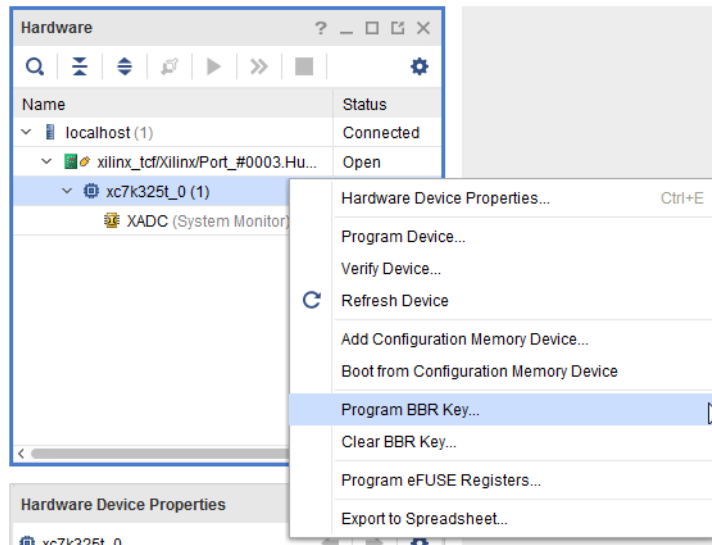 Hardware
Name Status
localhost (1) Connected
xilinx_tcf/Xilinx/Port_#0003.Hu... Open
xc7k325t_0 (1)
XADC (System Monitor)
Hardware Device Properties... Ctrl+E
Program Device...
Verify Device...
Refresh Device
Add Configuration Memory Device...
Boot from Configuration Memory Device
Program BBR Key...
Clear BBR Key...
Program eFUSE Registers...
Export to Spreadsheet...
Hardware Device Properties
xc7k325t_0